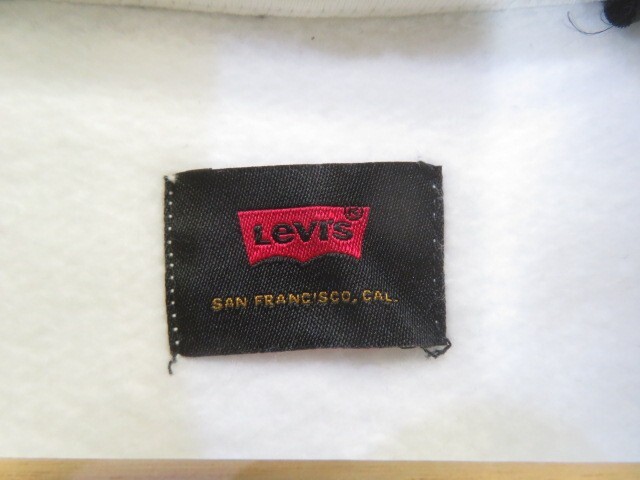 Levi's®
SAN FRANCISCO, CAL.